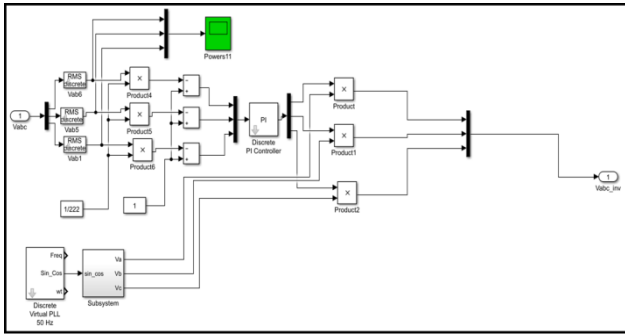 Powers11
RMS
discrete
Vab6
Product4
1
Vabc
RMS
discrete
Vab5
Product5
RMS
discrete
Vab1
Product6
PI
Discrete
PI Controller
Product
Product1
Product2
1
Vabc_inv
1/222
1
Freq
Sin_Cos
wt
Discrete
Virtual PLL
50 Hz
sin_cos
Va
Vb
Vc
Subsystem